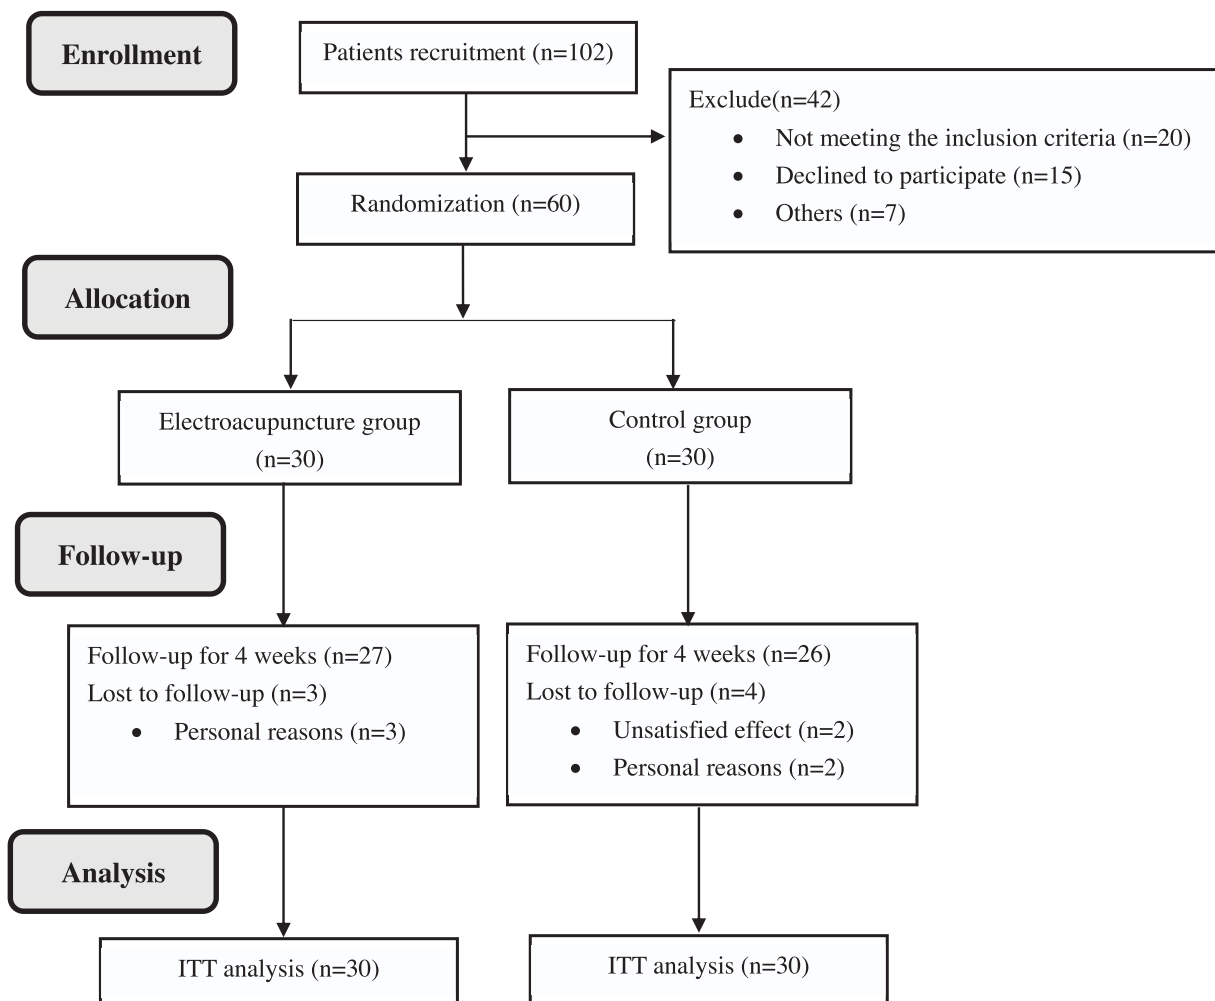 Enrollment
Patients recruitment (n=102)
Exclude(n=42)
• Not meeting the inclusion criteria (n=20)
• Declined to participate (n=15)
• Others (n=7)
Randomization (n=60)
Allocation
Electroacupuncture group
(n=30)
Control group
(n=30)
Follow-up
Follow-up for 4 weeks (n=27)
Lost to follow-up (n=3)
• Personal reasons (n=3)
Follow-up for 4 weeks (n=26)
Lost to follow-up (n=4)
• Unsatisfied effect (n=2)
• Personal reasons (n=2)
Analysis
ITT analysis (n=30)
ITT analysis (n=30)